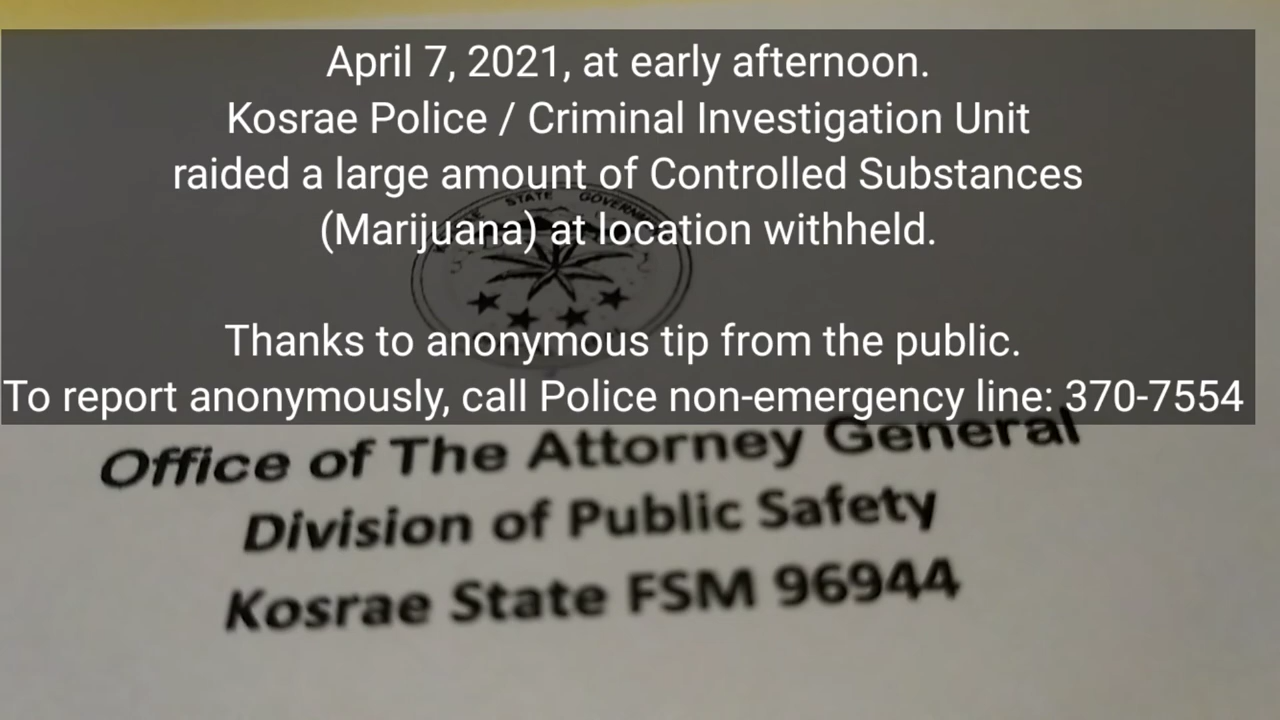 April 7, 2021, at early afternoon.
Kosrae Police / Criminal Investigation Unit
raided a large amount of Controlled Substances
(Marijuana) at location withheld.
STATE GOVERNM
Thanks to anonymous tip from the public.
To report anonymously, call Police non-emergency line: 370-7554
Office of The Attorney General
Division of Public Safety
Kosrae State FSM 96944